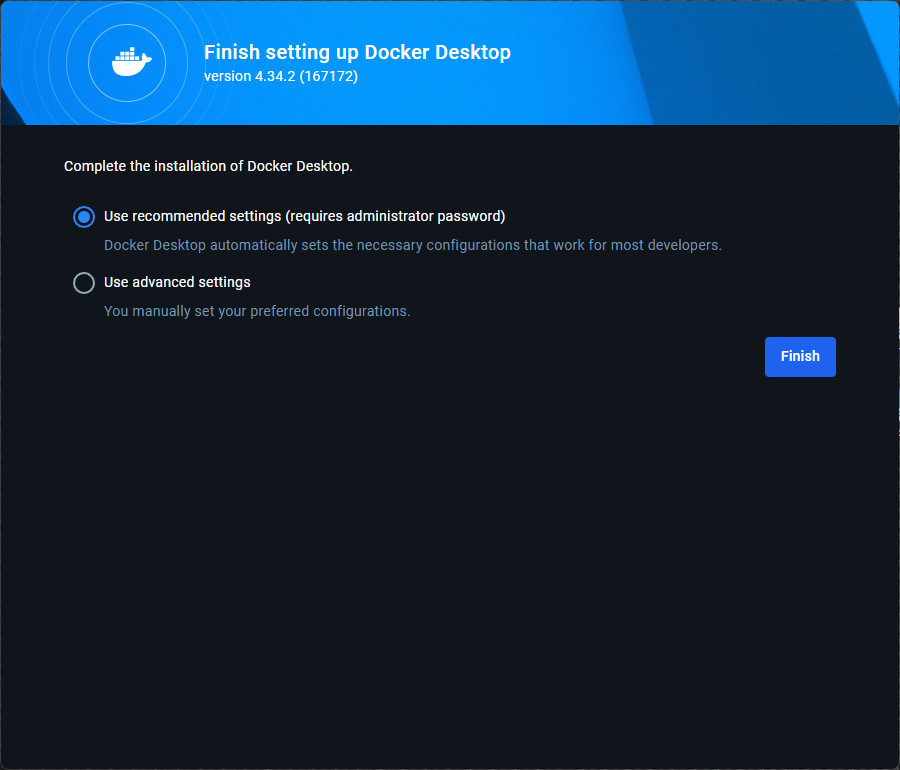 Finish setting up Docker Desktop
version 4.34.2 (167172)
Complete the installation of Docker Desktop.
Use recommended settings (requires administrator password)
Docker Desktop automatically sets the necessary configurations that work for most developers.
Use advanced settings
You manually set your preferred configurations.
Finish